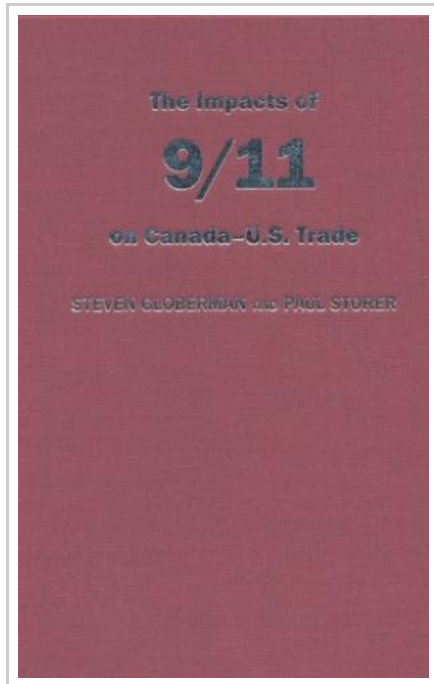 The Impacts of
9/11
on Canada–U.S. Trade
STEVEN GLOBERMAN AND PAUL STORER